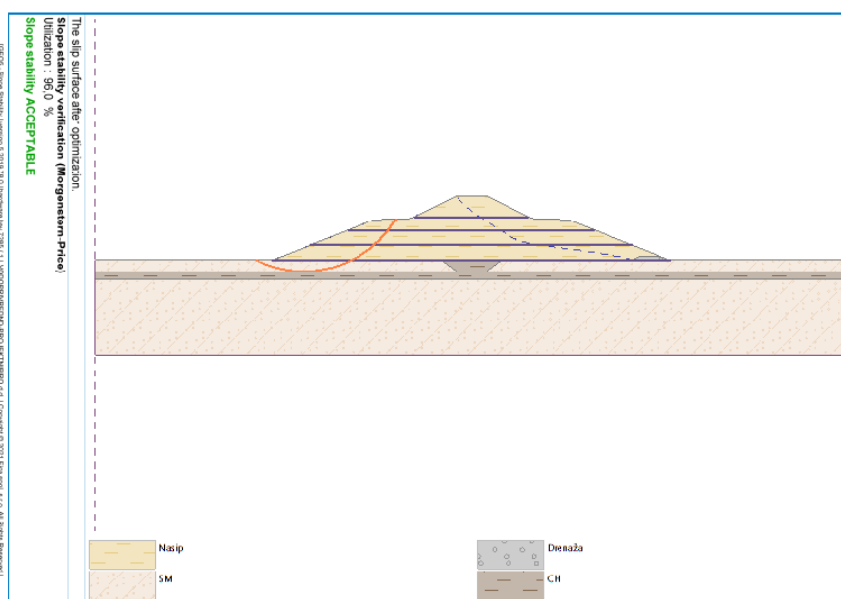 The slip surface after optimization.
Slope stability verification (Morgenstern-Price)
Utilization : 96,0 %
Slope stability ACCEPTABLE
Nasip
SM
Drenaža
CH